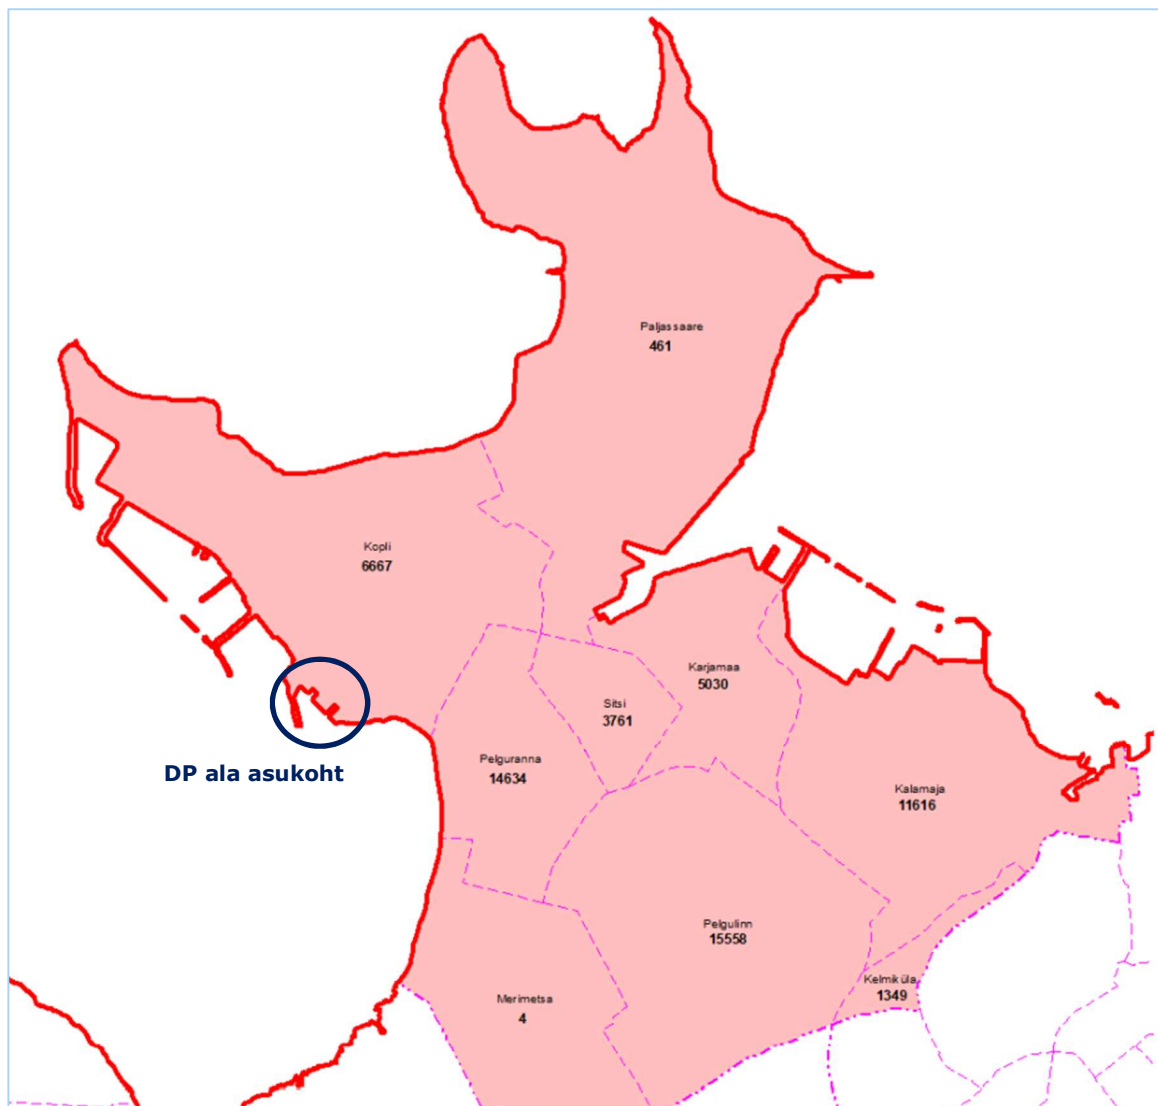 Paljassaare
461
Kopli
6667
Karjamaa
5030
Sitsi
3761
Pelguranna
14634
DP ala asukoht
Kalamaja
11616
Pelgulinn
15558
Kelmiküla
1349
Merimetsa
4